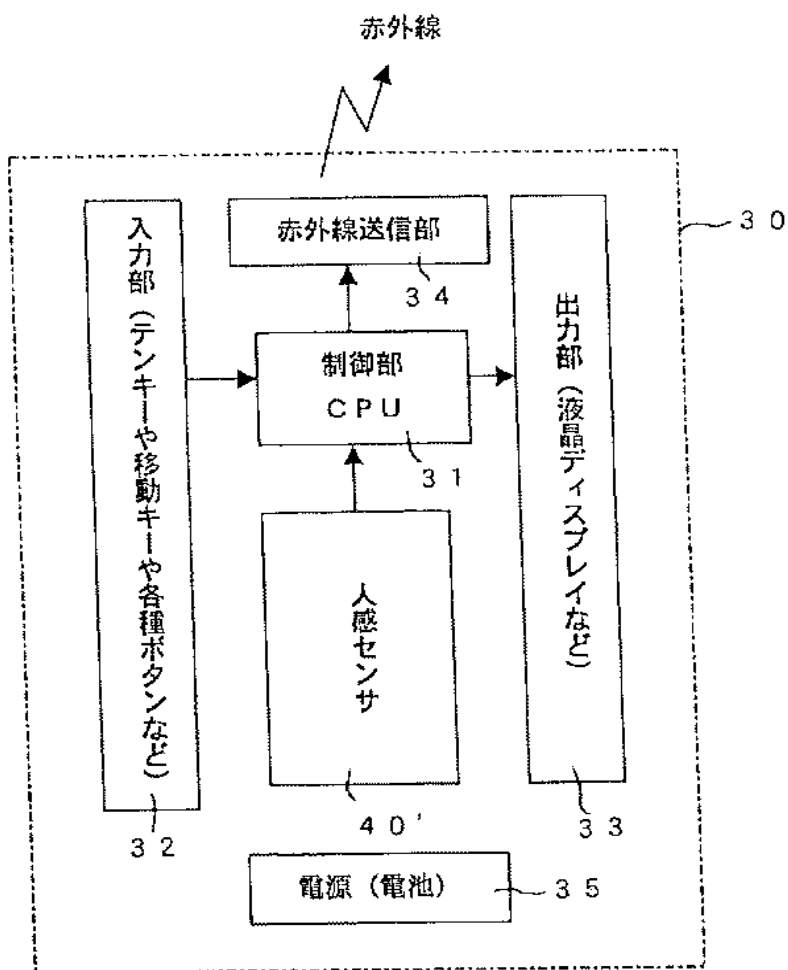 赤外線
赤外線送信部
34
30
入力部(テンキーや移動キーや各種ボタンなど)
制御部
CPU
31
出力部(液晶ディスプレイなど)
人感センサ
40'
32
33
電源(電池)
35